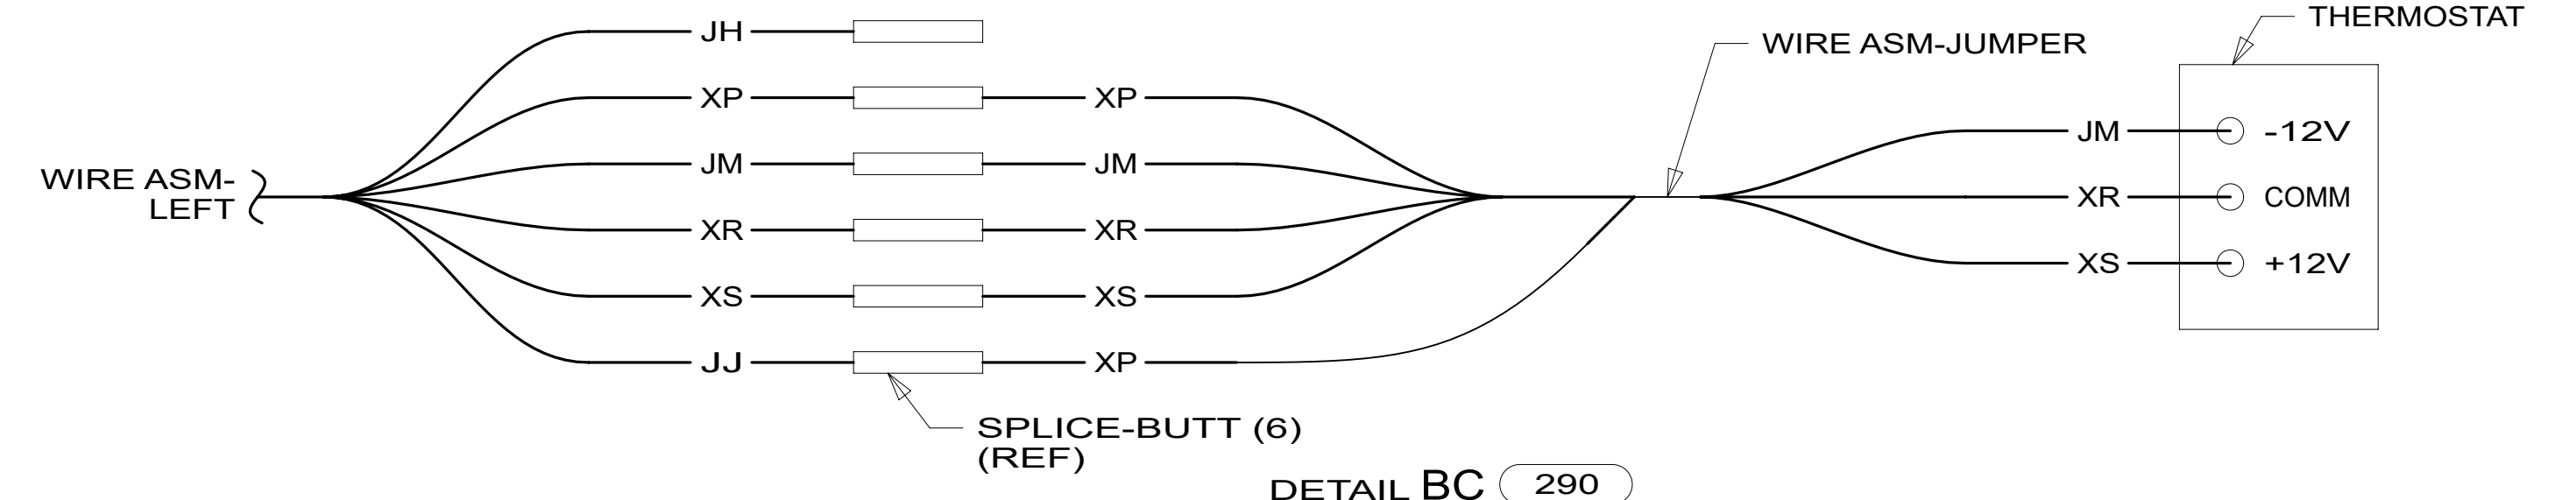 THERMOSTAT
JH
WIRE ASM-JUMPER
XP XP
JM -12V
JM JM
WIRE ASM-
LEFT
XR COMM
XR XR
XS +12V
XS XS
JJ XP
SPLICE-BUTT (6)
(REF)
DETAIL BC 290